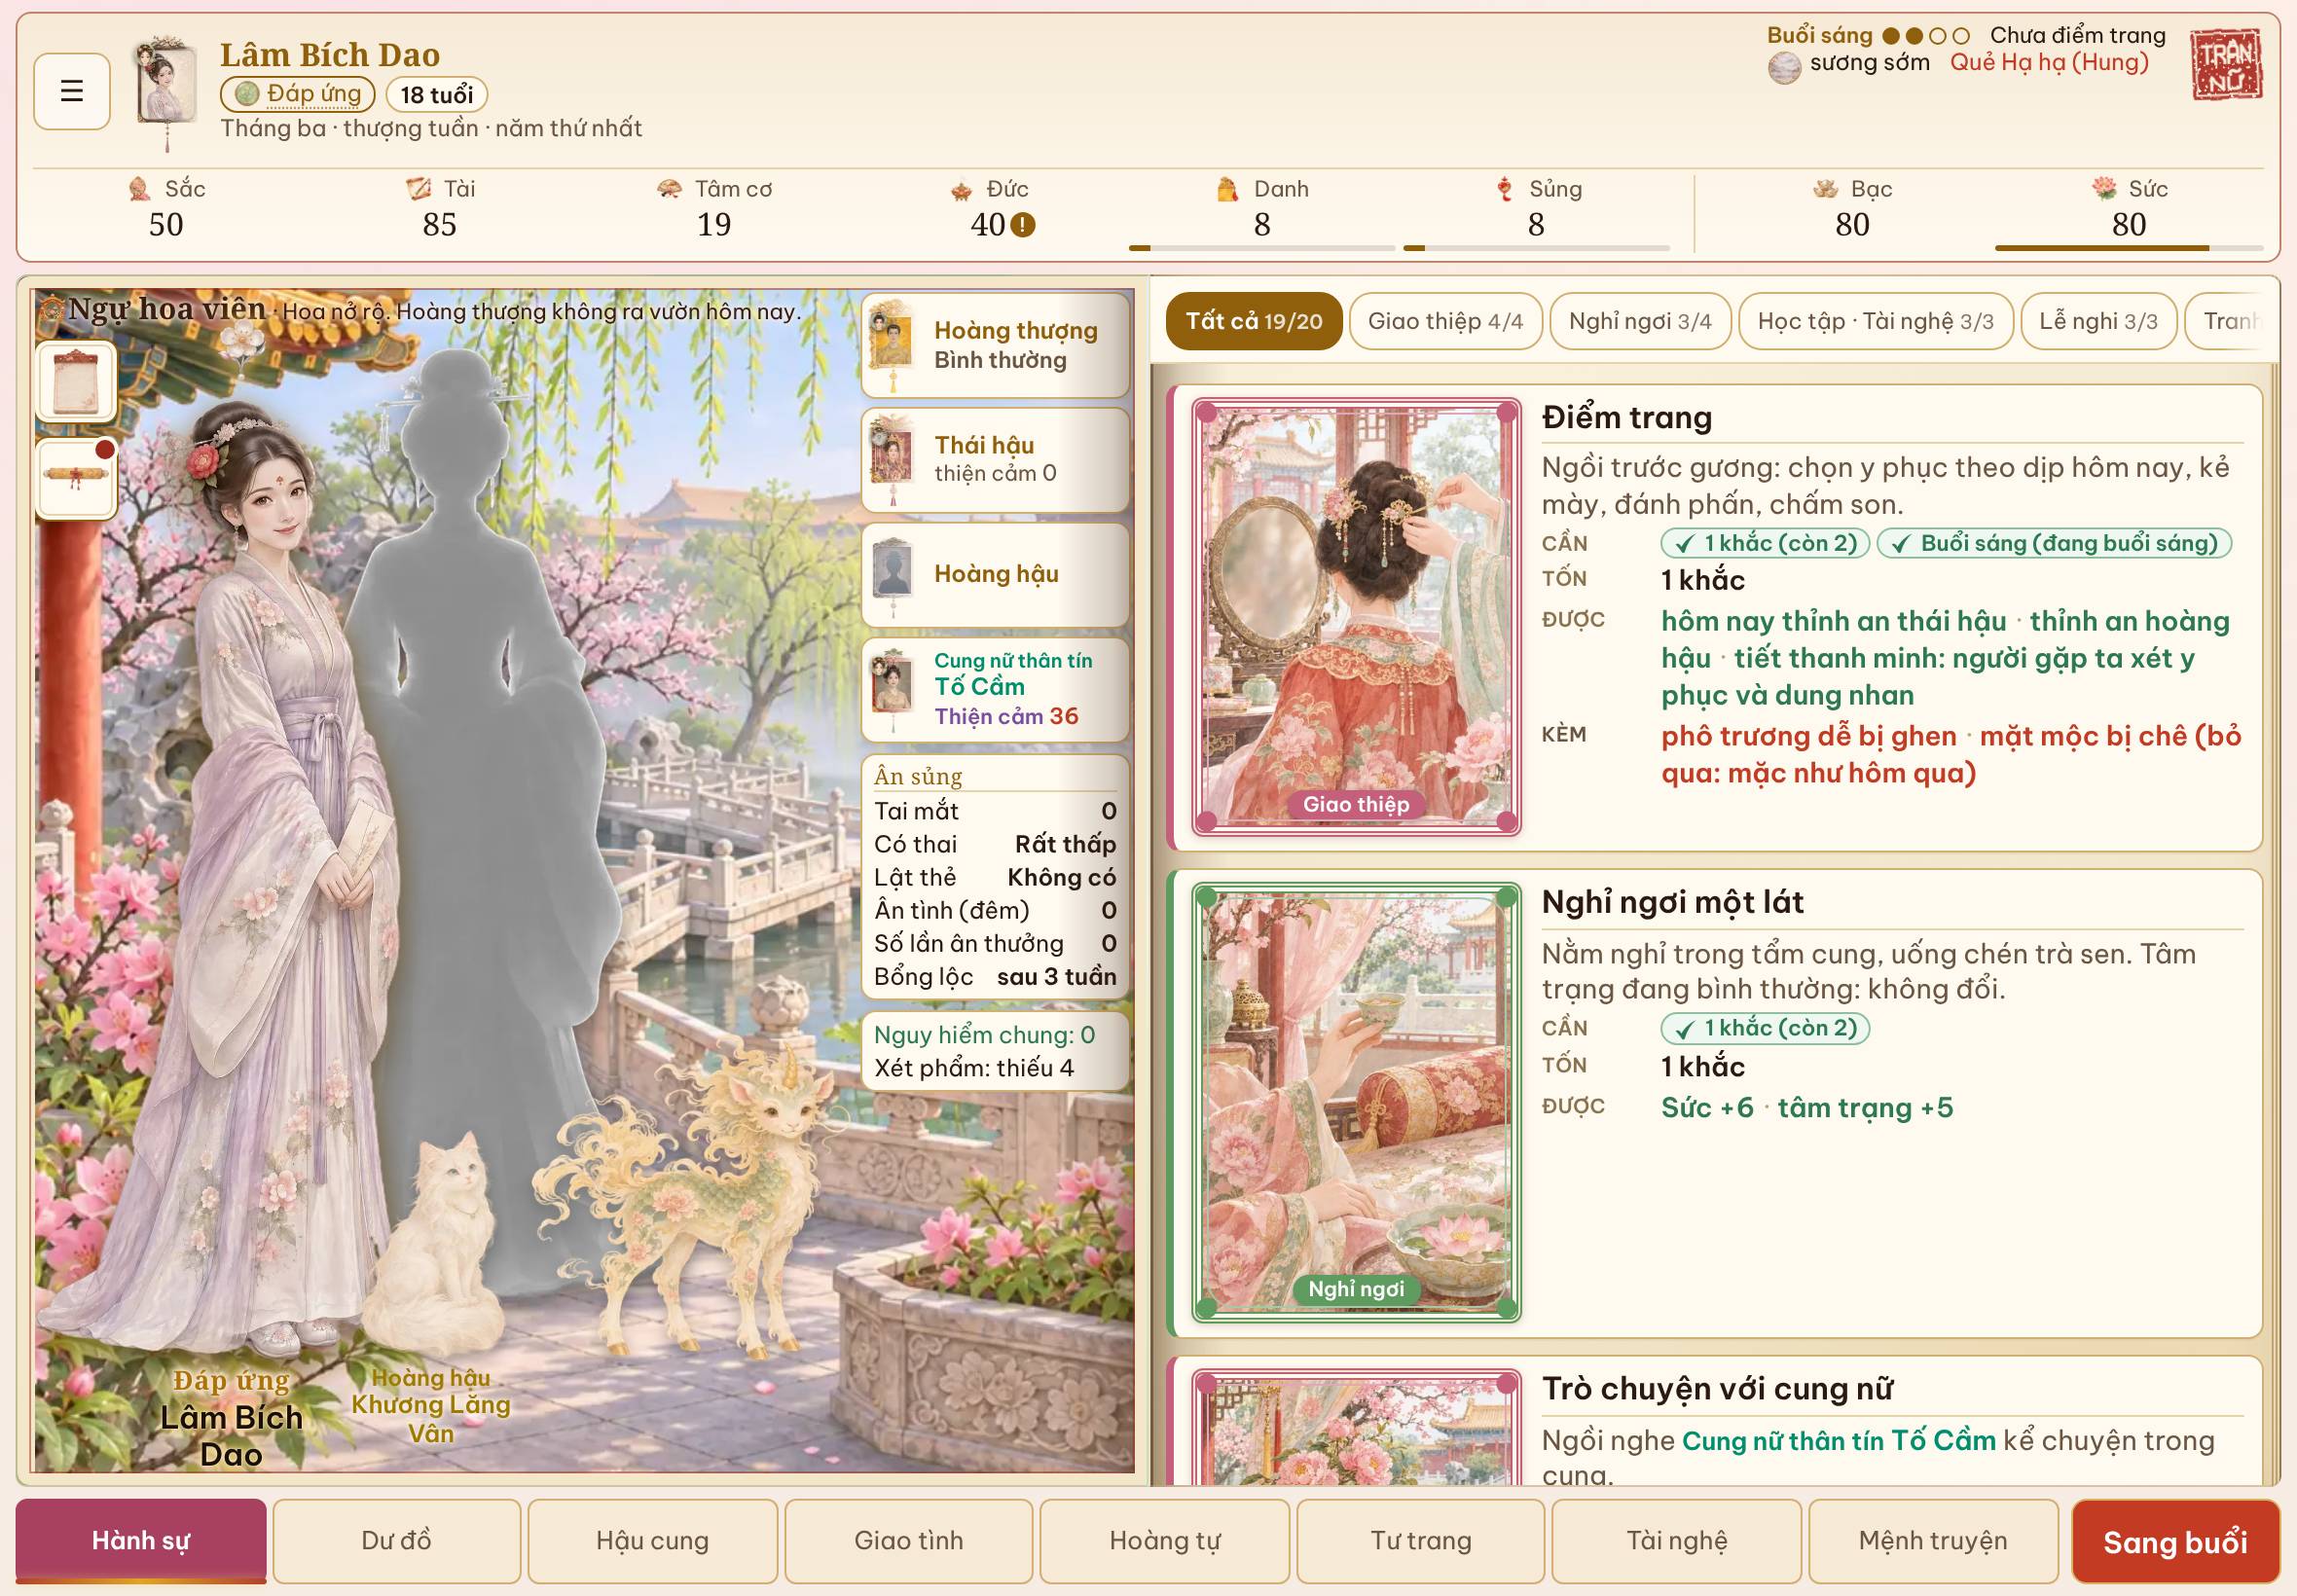 ☰
Lâm Bích Dao
Đáp ứng
18 tuổi
Tháng ba · thượng tuần · năm thứ nhất
Buổi sáng
Chưa điểm trang
sương sớm
Quẻ Hạ hạ (Hung)
TRÂN NỮ
Sắc
50
Tài
85
Tâm cơ
19
Đức
40 !
Danh
8
Sủng
8
Bạc
80
Sức
80
Ngự hoa viên · Hoa nở rộ. Hoàng thượng không ra vườn hôm nay.
Hoàng thượng
Bình thường
Thái hậu
thiện cảm 0
Hoàng hậu
Cung nữ thân tín
Tố Cầm
Thiện cảm 36
Ân sủng
Tai mắt 0
Có thai Rất thấp
Lật thẻ Không có
Ân tình (đêm) 0
Số lần ân thưởng 0
Bổng lộc sau 3 tuần
Nguy hiểm chung: 0
Xét phẩm: thiếu 4
Đáp ứng
Lâm Bích
Dao
Hoàng hậu
Khương Lăng
Vân
Tất cả 19/20
Giao thiệp 4/4
Nghỉ ngơi 3/4
Học tập · Tài nghệ 3/3
Lễ nghi 3/3
Tranh
Giao thiệp
Điểm trang
Ngồi trước gương: chọn y phục theo dịp hôm nay, kẻ
mày, đánh phấn, chấm son.
CẦN ✓ 1 khắc (còn 2) ✓ Buổi sáng (đang buổi sáng)
TỐN 1 khắc
ĐƯỢC hôm nay thỉnh an thái hậu · thỉnh an hoàng
hậu · tiết thanh minh: người gặp ta xét y
phục và dung nhan
KÈM phô trương dễ bị ghen · mặt mộc bị chê (bỏ
qua: mặc như hôm qua)
Nghỉ ngơi
Nghỉ ngơi một lát
Nằm nghỉ trong tẩm cung, uống chén trà sen. Tâm
trạng đang bình thường: không đổi.
CẦN ✓ 1 khắc (còn 2)
TỐN 1 khắc
ĐƯỢC Sức +6 · tâm trạng +5
Trò chuyện với cung nữ
Ngồi nghe Cung nữ thân tín Tố Cầm kể chuyện trong
cung.
Hành sự
Dư đồ
Hậu cung
Giao tình
Hoàng tự
Tư trang
Tài nghệ
Mệnh truyện
Sang buổi